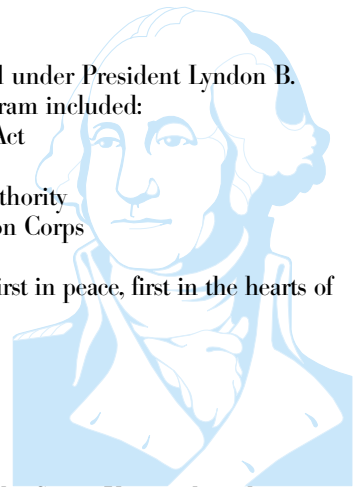 under President Lyndon B.
ram included:
Act
thority
on Corps
irst in peace, first in the hearts of